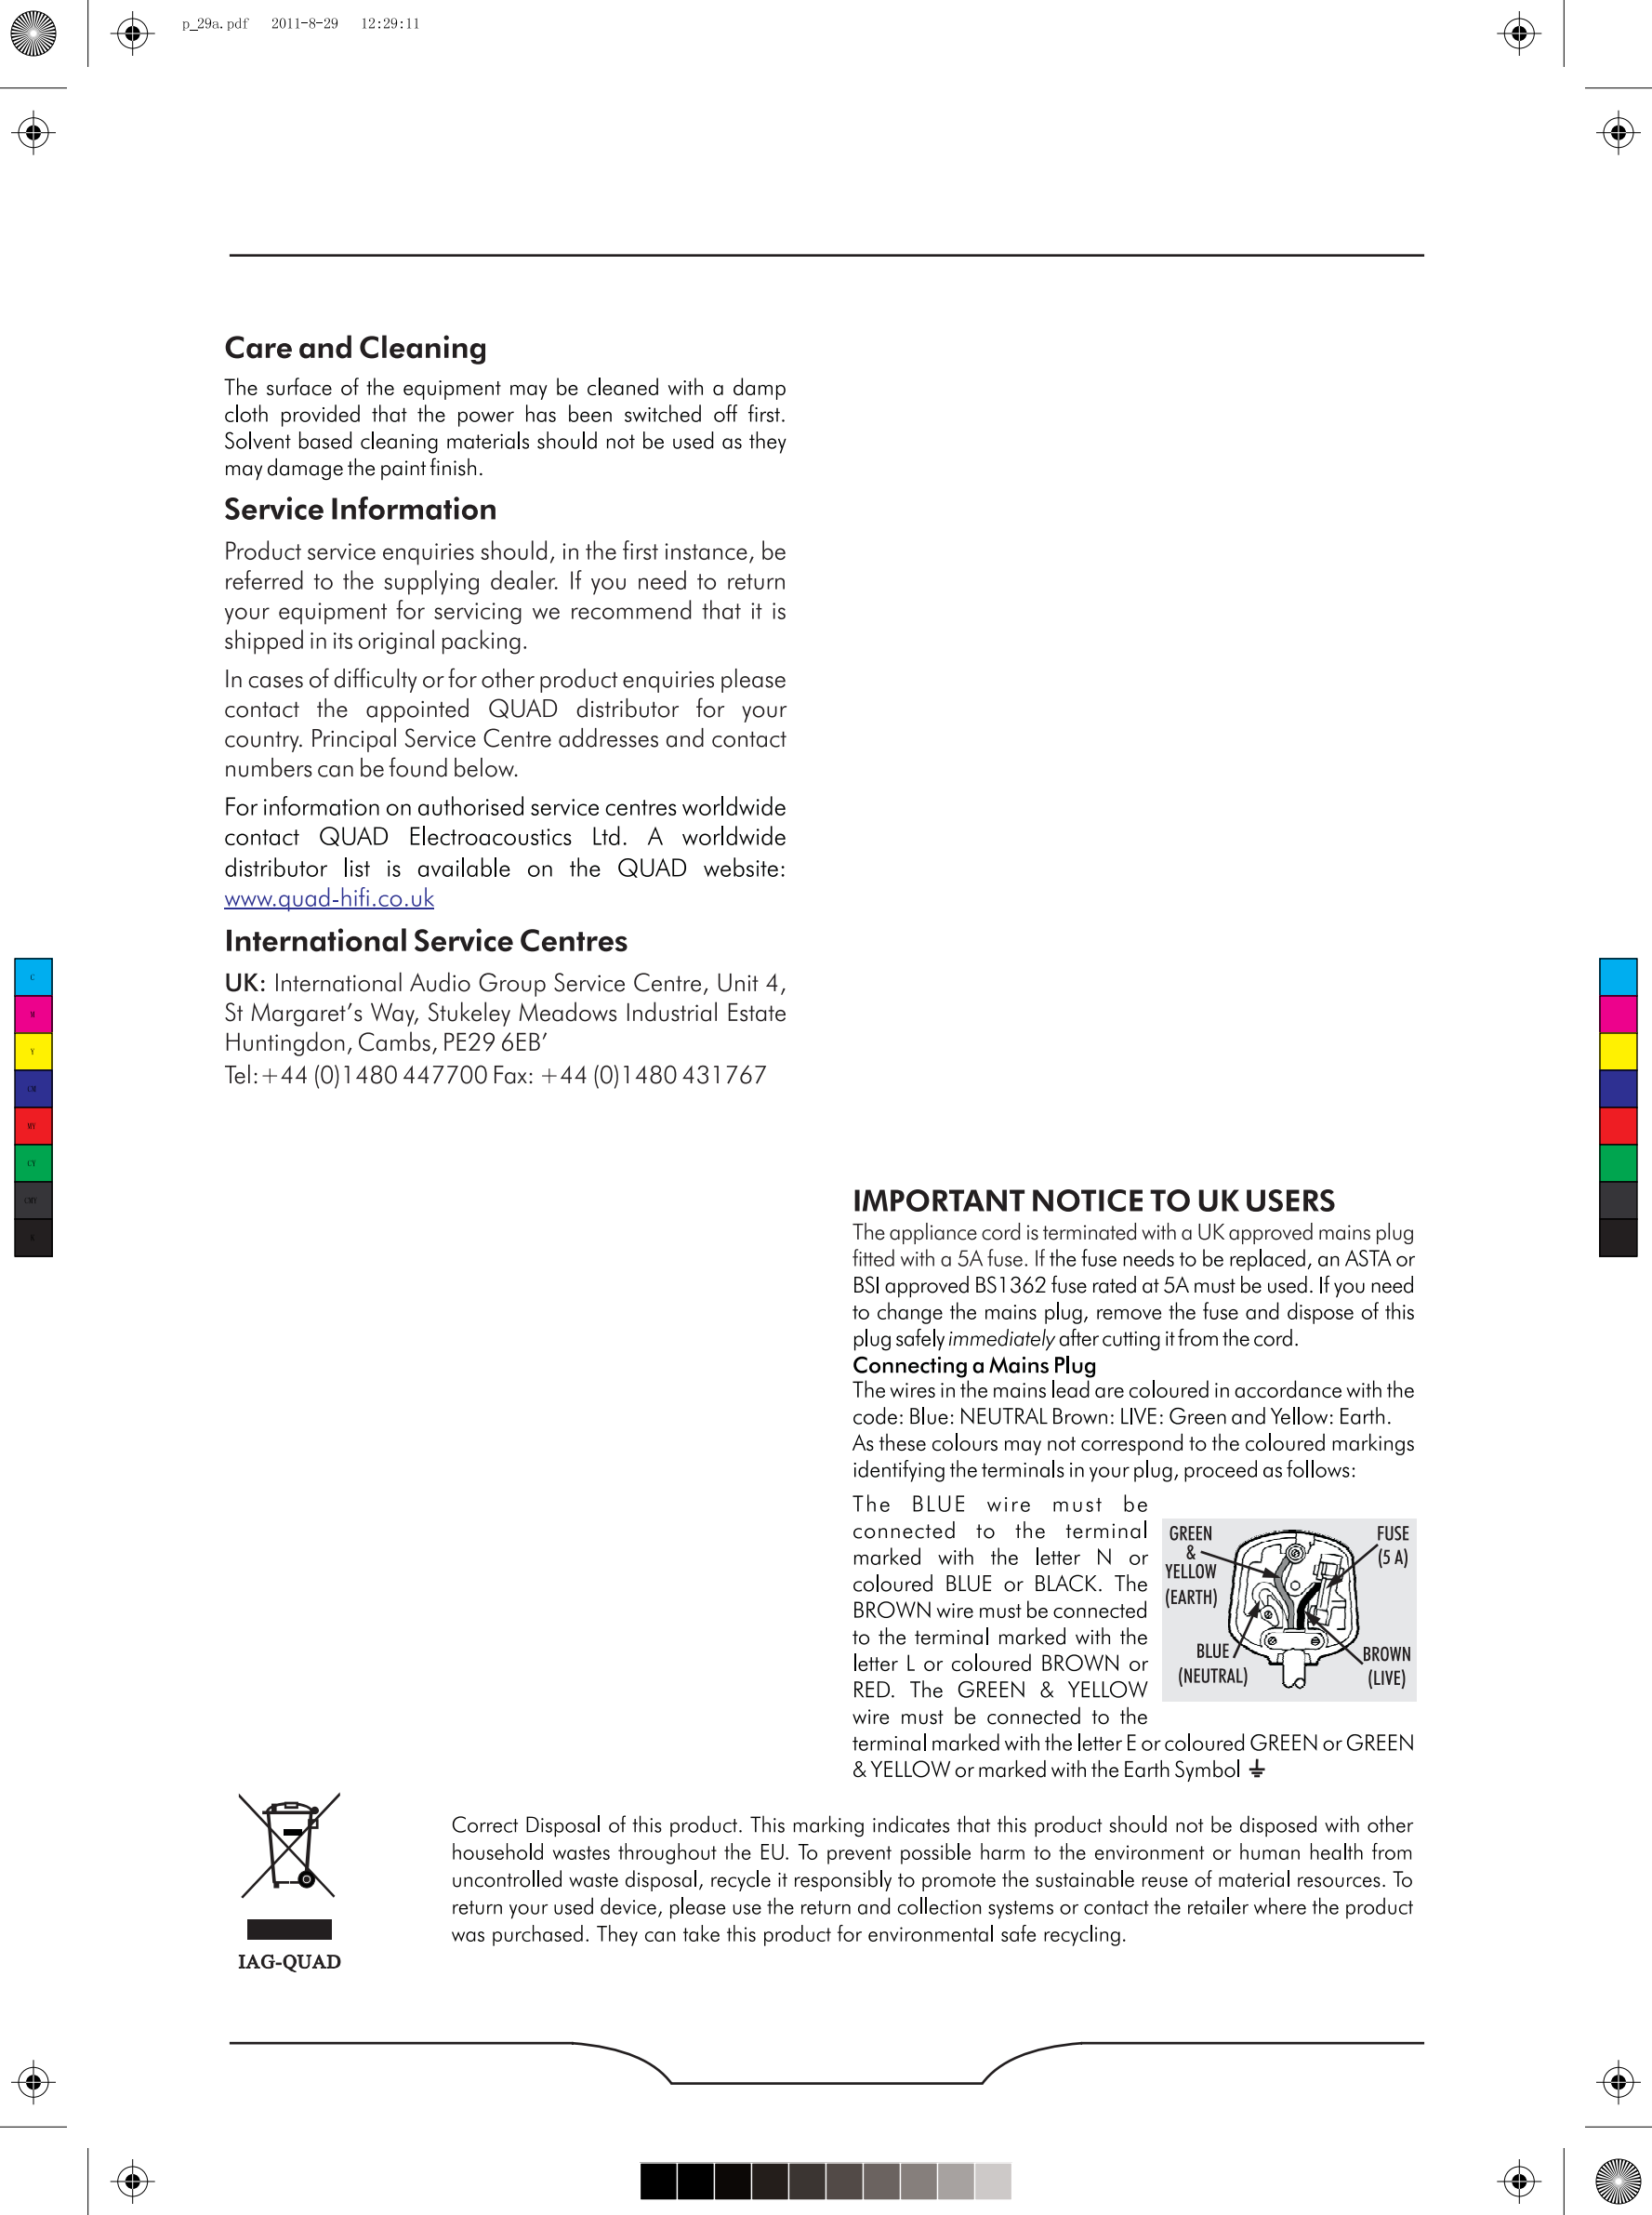 p_29a.pdf 2011-8-29 12:29:11
Care and Cleaning
The surface of the equipment may be cleaned with a damp
cloth provided that the power has been switched off first.
Solvent based cleaning materials should not be used as they
may damage the paint finish.
Service Information
Product service enquiries should, in the first instance, be
referred to the supplying dealer. If you need to return
your equipment for servicing we recommend that it is
shipped in its original packing.
In cases of difficulty or for other product enquiries please
contact the appointed QUAD distributor for your
country. Principal Service Centre addresses and contact
numbers can be found below.
For information on authorised service centres worldwide
contact QUAD Electroacoustics Ltd. A worldwide
distributor list is available on the QUAD website:
www.quad-hifi.co.uk
International Service Centres
UK: International Audio Group Service Centre, Unit 4,
St Margaret's Way, Stukeley Meadows Industrial Estate
Huntingdon, Cambs, PE29 6EB'
Tel:+44 (0)1480 447700 Fax: +44 (0)1480 431767
C
M
Y
CM
MY
CY
CMY
K
IMPORTANT NOTICE TO UK USERS
The appliance cord is terminated with a UK approved mains plug
fitted with a 5A fuse. If the fuse needs to be replaced, an ASTA or
BSI approved BS1362 fuse rated at 5A must be used. If you need
to change the mains plug, remove the fuse and dispose of this
plug safely immediately after cutting it from the cord.
Connecting a Mains Plug
The wires in the mains lead are coloured in accordance with the
code: Blue: NEUTRAL Brown: LIVE: Green and Yellow: Earth.
As these colours may not correspond to the coloured markings
identifying the terminals in your plug, proceed as follows:
The BLUE wire must be
connected to the terminal
marked with the letter N or
coloured BLUE or BLACK. The
BROWN wire must be connected
to the terminal marked with the
letter L or coloured BROWN or
RED. The GREEN & YELLOW
wire must be connected to the
terminal marked with the letter E or coloured GREEN or GREEN
& YELLOW or marked with the Earth Symbol ⏚
GREEN
&
YELLOW
(EARTH)
FUSE
(5 A)
BLUE
(NEUTRAL)
BROWN
(LIVE)
Correct Disposal of this product. This marking indicates that this product should not be disposed with other
household wastes throughout the EU. To prevent possible harm to the environment or human health from
uncontrolled waste disposal, recycle it responsibly to promote the sustainable reuse of material resources. To
return your used device, please use the return and collection systems or contact the retailer where the product
was purchased. They can take this product for environmental safe recycling.
IAG-QUAD